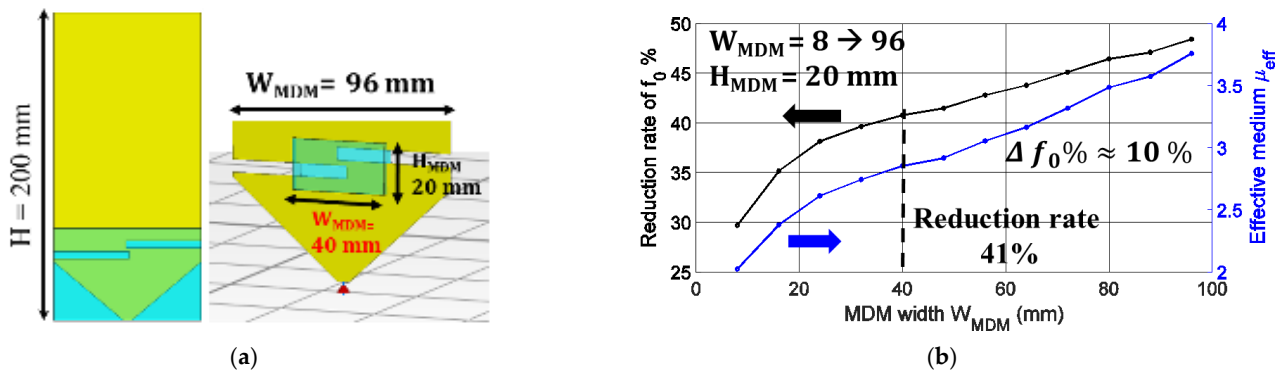 H = 200 mm
W_MDM = 96 mm
H_MDM
20 mm
W_MDM=
40 mm
(a)
Reduction rate of f_0 %
50
45
40
35
30
25
W_MDM = 8 → 96
H_MDM = 20 mm
Δ f_0% ≈ 10 %
Reduction rate
41%
0
20
40
60
80
100
MDM width W_MDM (mm)
4
3.5
3
2.5
2
Effective medium μ_eff
(b)